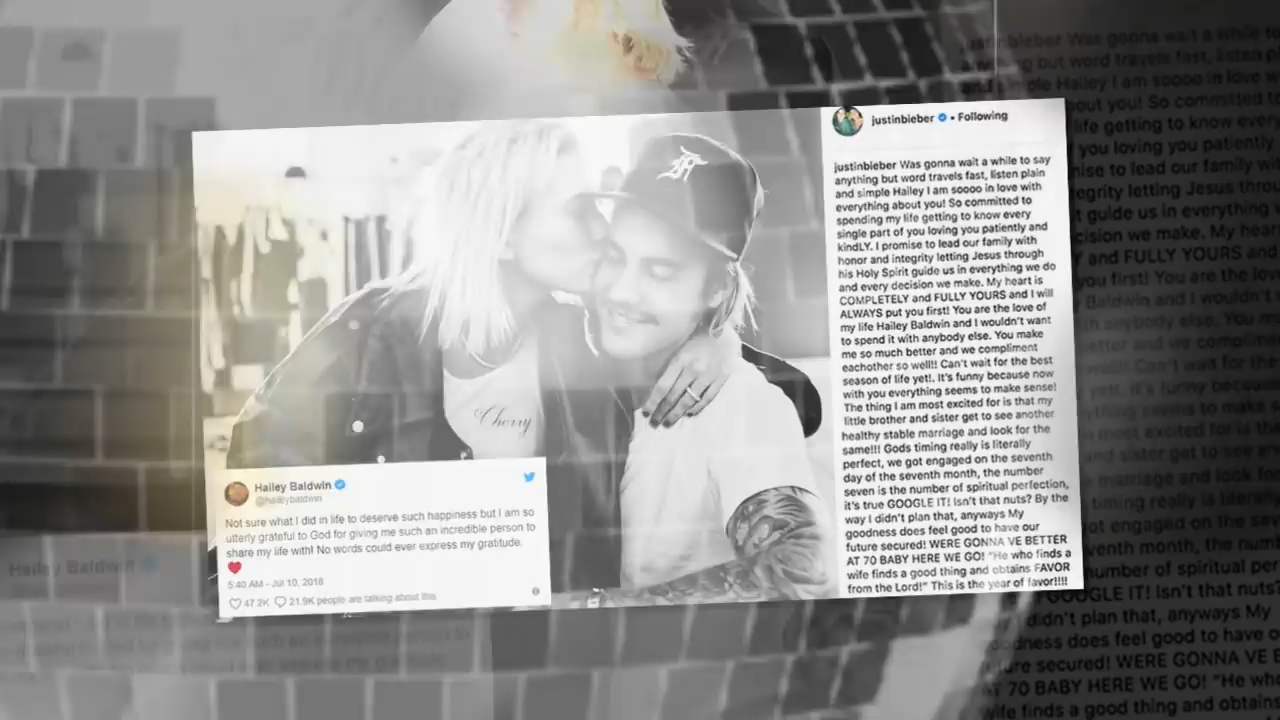 justinbieber • Following
justinbieber Was gonna wait a while to say
anything but word travels fast, listen plain
and simple Hailey I am soooo in love with
everything about you! So committed to
spending my life getting to know every
single part of you loving you patiently and
kindLY. I promise to lead our family with
honor and integrity letting Jesus through
his Holy Spirit guide us in everything we do
and every decision we make. My heart is
COMPLETELY and FULLY YOURS and I will
ALWAYS put you first! You are the love of
my life Hailey Baldwin and I wouldn't want
to spend it with anybody else. You make
me so much better and we compliment
eachother so well!! Can't wait for the best
season of life yet!. It's funny because now
with you everything seems to make sense!
The thing I am most excited for is that my
little brother and sister get to see another
healthy stable marriage and look for the
same!!! Gods timing really is literally
perfect, we got engaged on the seventh
day of the seventh month, the number
seven is the number of spiritual perfection,
it's true GOOGLE IT! Isn't that nuts? By the
way I didn't plan that, anyways My
goodness does feel good to have our
future secured! WERE GONNA VE BETTER
AT 70 BABY HERE WE GO! "He who finds a
wife finds a good thing and obtains FAVOR
from the Lord!" This is the year of favor!!!!
Cherry
Hailey Baldwin
@haileybaldwin
Not sure what I did in life to deserve such happiness but I am so
utterly grateful to God for giving me such an incredible person to
share my life with! No words could ever express my gratitude.
5:40 AM - Jul 10, 2018
47.2K 21.9K people are talking about this
Hailey Baldwin